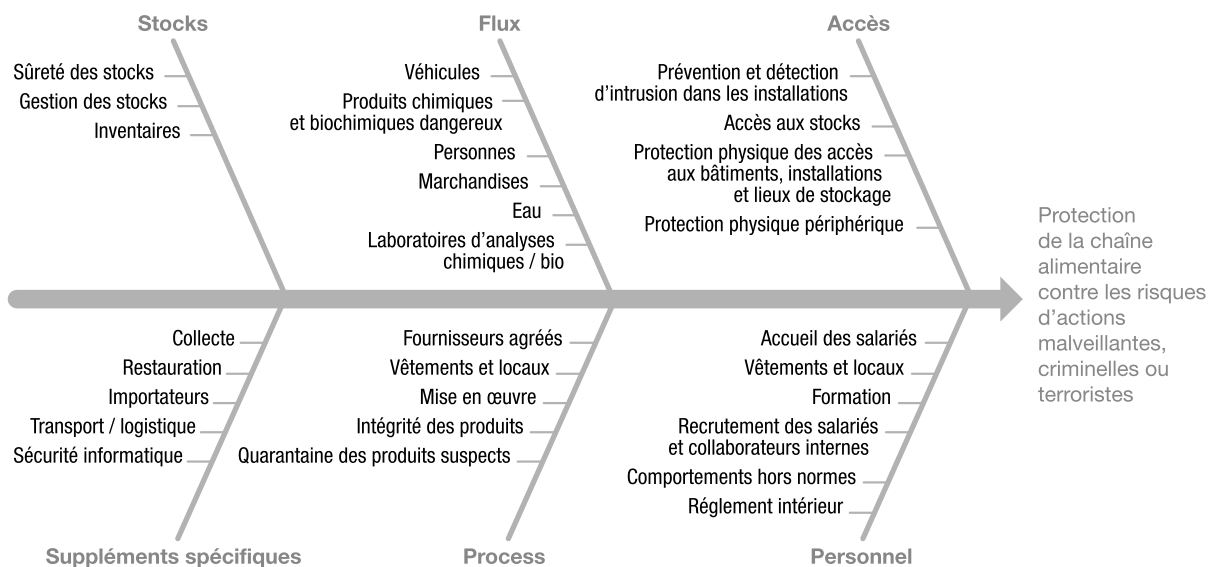 Stocks
Sûreté des stocks
Gestion des stocks
Inventaires
Flux
Véhicules
Produits chimiques
et biochimiques dangereux
Personnes
Marchandises
Eau
Laboratoires d'analyses
chimiques / bio
Accès
Prévention et détection
d'intrusion dans les installations
Accès aux stocks
Protection physique des accès
aux bâtiments, installations
et lieux de stockage
Protection physique périphérique
Protection
de la chaîne
alimentaire
contre les risques
d'actions
malveillantes,
criminelles ou
terroristes
Collecte
Restauration
Importateurs
Transport / logistique
Sécurité informatique
Suppléments spécifiques
Fournisseurs agréés
Vêtements et locaux
Mise en œuvre
Intégrité des produits
Quarantaine des produits suspects
Process
Accueil des salariés
Vêtements et locaux
Formation
Recrutement des salariés
et collaborateurs internes
Comportements hors normes
Réglement intérieur
Personnel